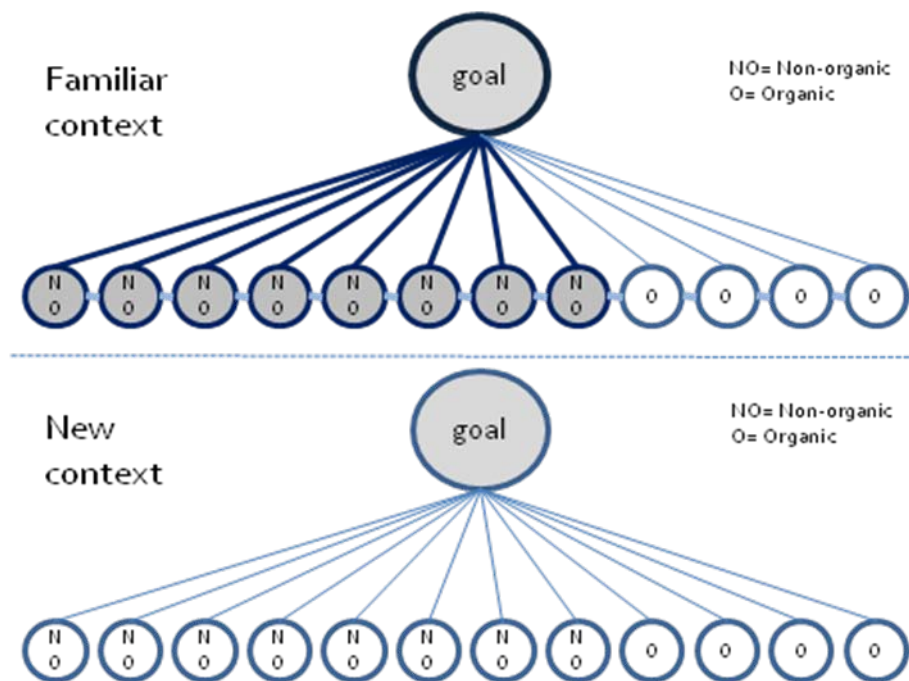 Familiar
context
goal
NO= Non-organic
O= Organic
N N N N N N N N
O O O O O O O O O O O O
New
context
goal
NO= Non-organic
O= Organic
N N N N N N N N
O O O O O O O O O O O O